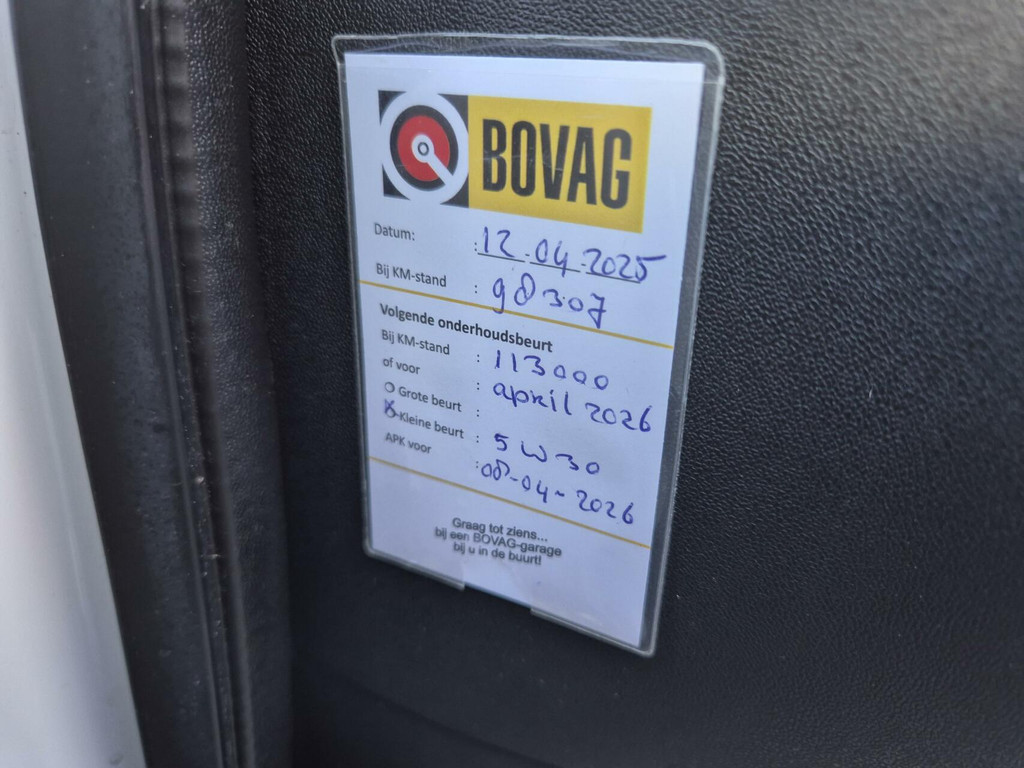 BOVAG
Datum: : 12-04-2025
Bij KM-stand : 98307
Volgende onderhoudsbeurt
Bij KM-stand : 113000
of voor : april 2026
Grote beurt :
Kleine beurt : 5W30
APK voor : 08-04-2026
Graag tot ziens...
bij een BOVAG-garage
bij u in de buurt!